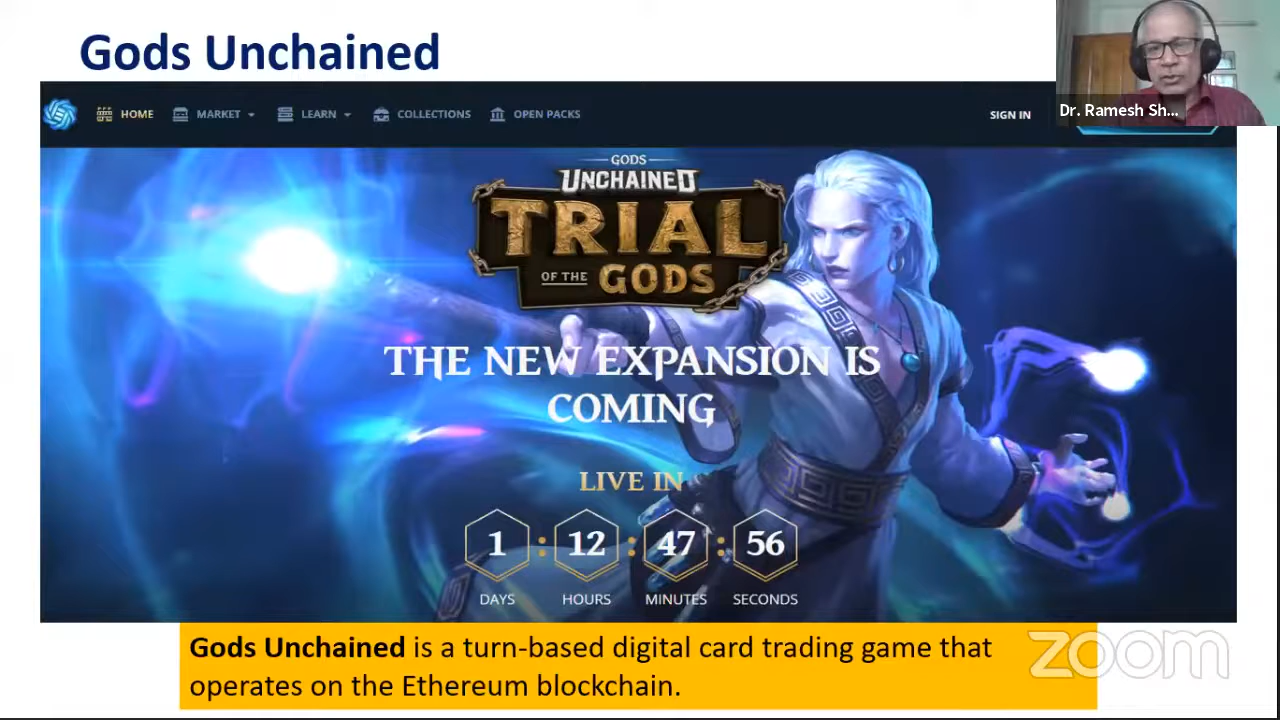 Gods Unchained
Dr. Ramesh Sh...
HOME MARKET LEARN COLLECTIONS OPEN PACKS SIGN IN
GODS
UNCHAINED
TRIAL
OF THE GODS
THE NEW EXPANSION IS
COMING
LIVE IN
1 : 12 : 47 : 56
DAYS HOURS MINUTES SECONDS
Gods Unchained is a turn-based digital card trading game that
operates on the Ethereum blockchain.
zoom